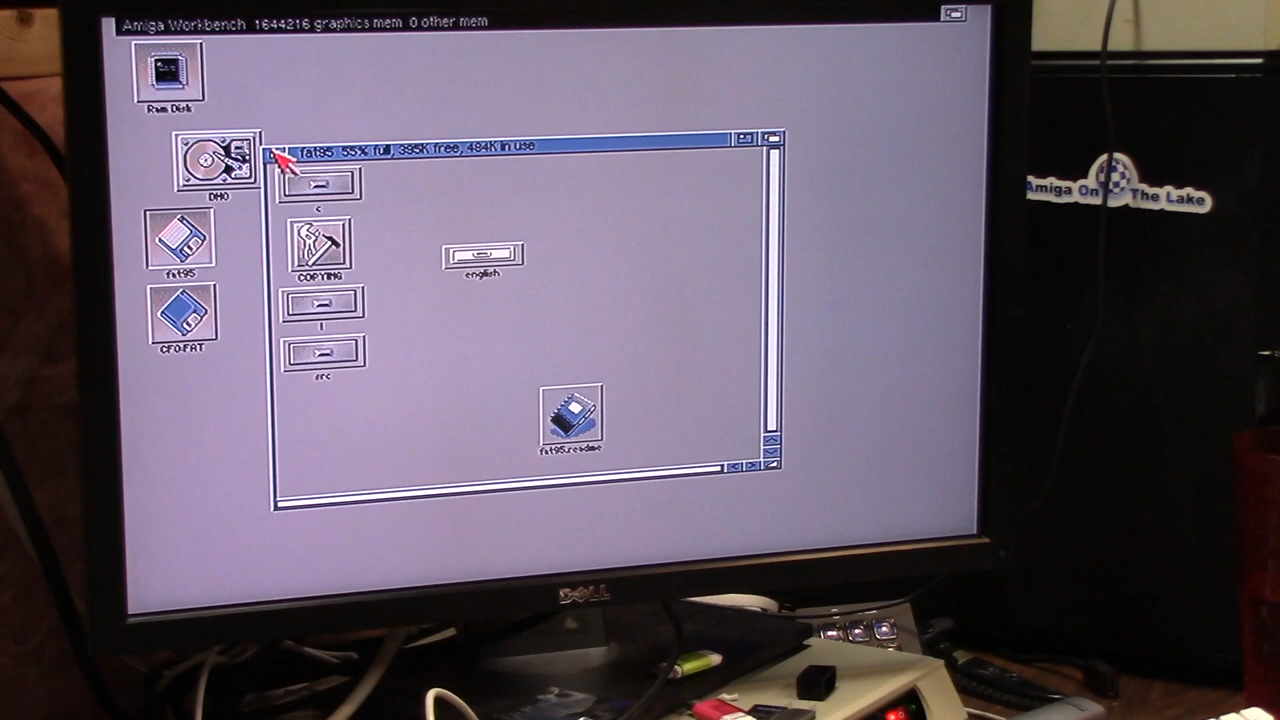 Amiga Workbench 1644216 graphics mem 0 other mem
Ram Disk
DH0
fat95
CF0:FAT
fat95 55% full, 395K free, 484K in use
c
COPYING
l
src
english
fat95.readme
Amiga On The Lake
DELL